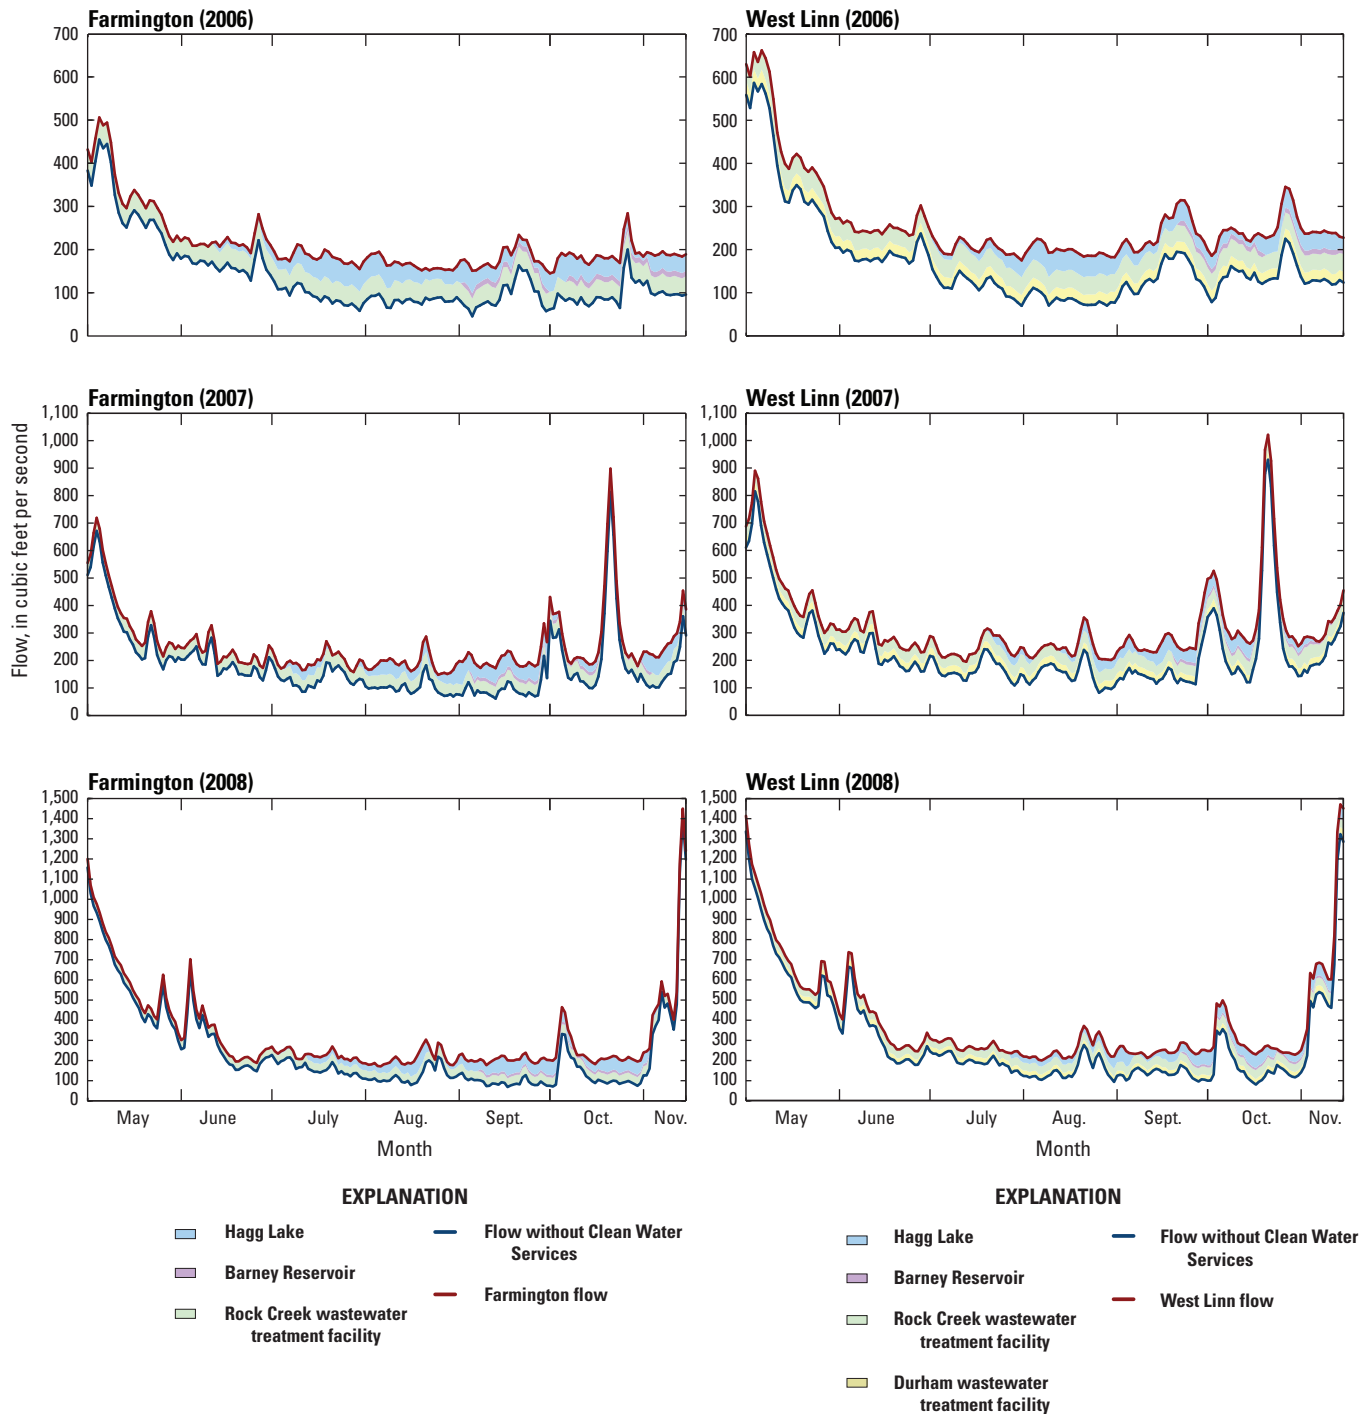 Farmington (2006)
700
600
500
400
300
200
100
0
West Linn (2006)
700
600
500
400
300
200
100
0
Flow, in cubic feet per second
Farmington (2007)
1,100
1,000
900
800
700
600
500
400
300
200
100
0
West Linn (2007)
1,100
1,000
900
800
700
600
500
400
300
200
100
0
Farmington (2008)
1,500
1,400
1,300
1,200
1,100
1,000
900
800
700
600
500
400
300
200
100
0
May June July Aug. Sept. Oct. Nov.
Month
West Linn (2008)
1,500
1,400
1,300
1,200
1,100
1,000
900
800
700
600
500
400
300
200
100
0
May June July Aug. Sept. Oct. Nov.
Month
EXPLANATION
Hagg Lake
Barney Reservoir
Rock Creek wastewater
treatment facility
Flow without Clean Water
Services
Farmington flow
EXPLANATION
Hagg Lake
Barney Reservoir
Rock Creek wastewater
treatment facility
Durham wastewater
treatment facility
Flow without Clean Water
Services
West Linn flow